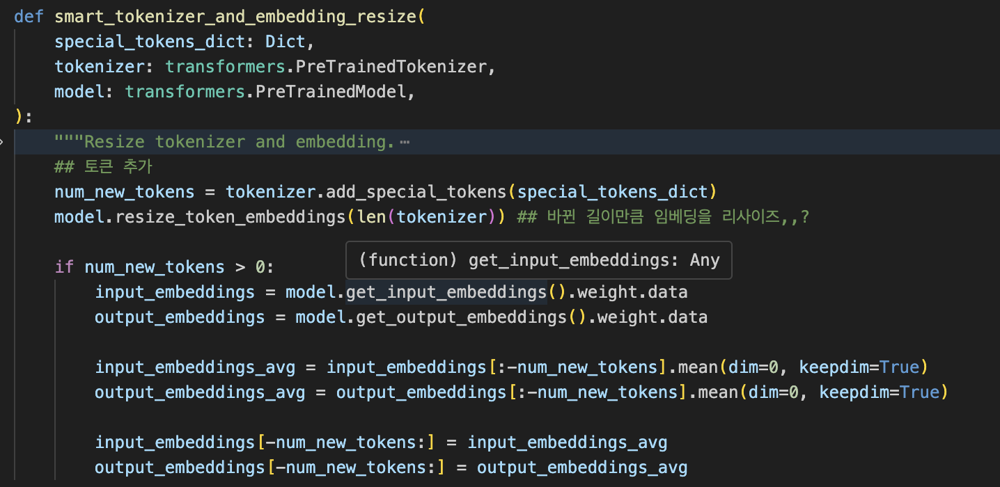 def smart_tokenizer_and_embedding_resize(
special_tokens_dict: Dict,
tokenizer: transformers.PreTrainedTokenizer,
model: transformers.PreTrainedModel,
):
"""Resize tokenizer and embedding. ⋯
## 토큰 추가
num_new_tokens = tokenizer.add_special_tokens(special_tokens_dict)
model.resize_token_embeddings(len(tokenizer)) ## 바뀐 길이만큼 임베딩을 리사이즈,,?
(function) get_input_embeddings: Any
if num_new_tokens > 0:
input_embeddings = model.get_input_embeddings().weight.data
output_embeddings = model.get_output_embeddings().weight.data
input_embeddings_avg = input_embeddings[:-num_new_tokens].mean(dim=0, keepdim=True)
output_embeddings_avg = output_embeddings[:-num_new_tokens].mean(dim=0, keepdim=True)
input_embeddings[-num_new_tokens:] = input_embeddings_avg
output_embeddings[-num_new_tokens:] = output_embeddings_avg